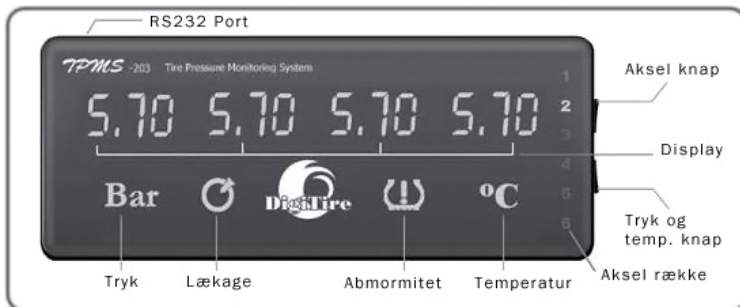 RS232 Port
TPMS -203 Tire Pressure Monitoring System
1
Aksel knap
5.70 5.70 5.70 5.70
2
3
Display
4
Bar DigiTire °C
5
Tryk og
temp. knap
6
Aksel række
Tryk Lækage Abmormitet Temperatur